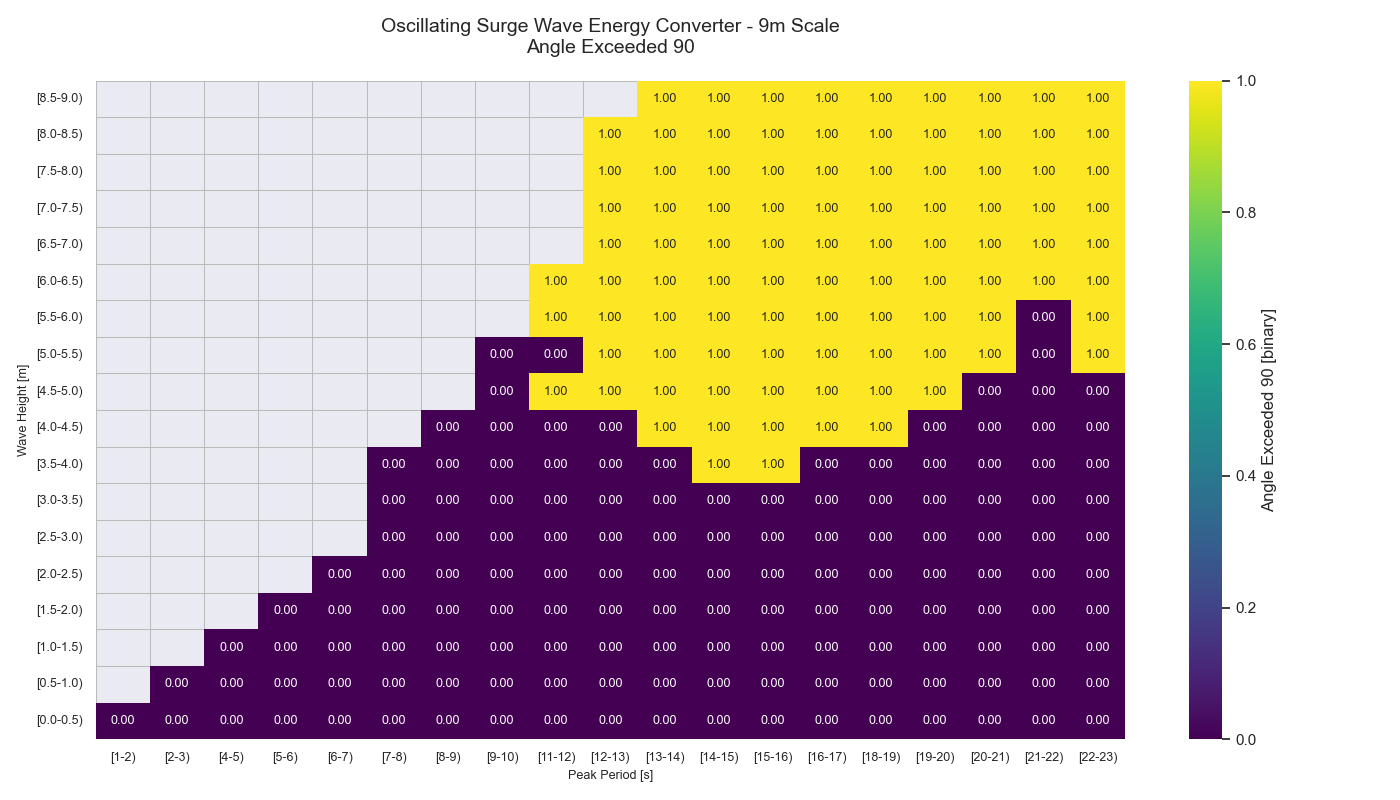 Oscillating Surge Wave Energy Converter - 9m Scale
Angle Exceeded 90
[8.5-9.0) 1.00 1.00 1.00 1.00 1.00 1.00 1.00 1.00 1.00
[8.0-8.5) 1.00 1.00 1.00 1.00 1.00 1.00 1.00 1.00 1.00 1.00
[7.5-8.0) 1.00 1.00 1.00 1.00 1.00 1.00 1.00 1.00 1.00 1.00
[7.0-7.5) 1.00 1.00 1.00 1.00 1.00 1.00 1.00 1.00 1.00 1.00
[6.5-7.0) 1.00 1.00 1.00 1.00 1.00 1.00 1.00 1.00 1.00 1.00
[6.0-6.5) 1.00 1.00 1.00 1.00 1.00 1.00 1.00 1.00 1.00 1.00 1.00
[5.5-6.0) 1.00 1.00 1.00 1.00 1.00 1.00 1.00 1.00 1.00 0.00 1.00
[5.0-5.5) 0.00 0.00 1.00 1.00 1.00 1.00 1.00 1.00 1.00 1.00 0.00 1.00
[4.5-5.0) 0.00 1.00 1.00 1.00 1.00 1.00 1.00 1.00 1.00 0.00 0.00 0.00
[4.0-4.5) 0.00 0.00 0.00 0.00 1.00 1.00 1.00 1.00 1.00 0.00 0.00 0.00 0.00
[3.5-4.0) 0.00 0.00 0.00 0.00 0.00 0.00 1.00 1.00 0.00 0.00 0.00 0.00 0.00 0.00
[3.0-3.5) 0.00 0.00 0.00 0.00 0.00 0.00 0.00 0.00 0.00 0.00 0.00 0.00 0.00 0.00
[2.5-3.0) 0.00 0.00 0.00 0.00 0.00 0.00 0.00 0.00 0.00 0.00 0.00 0.00 0.00 0.00
[2.0-2.5) 0.00 0.00 0.00 0.00 0.00 0.00 0.00 0.00 0.00 0.00 0.00 0.00 0.00 0.00 0.00
[1.5-2.0) 0.00 0.00 0.00 0.00 0.00 0.00 0.00 0.00 0.00 0.00 0.00 0.00 0.00 0.00 0.00 0.00
[1.0-1.5) 0.00 0.00 0.00 0.00 0.00 0.00 0.00 0.00 0.00 0.00 0.00 0.00 0.00 0.00 0.00 0.00 0.00
[0.5-1.0) 0.00 0.00 0.00 0.00 0.00 0.00 0.00 0.00 0.00 0.00 0.00 0.00 0.00 0.00 0.00 0.00 0.00 0.00
[0.0-0.5) 0.00 0.00 0.00 0.00 0.00 0.00 0.00 0.00 0.00 0.00 0.00 0.00 0.00 0.00 0.00 0.00 0.00 0.00 0.00
[1-2) [2-3) [4-5) [5-6) [6-7) [7-8) [8-9) [9-10) [11-12) [12-13) [13-14) [14-15) [15-16) [16-17) [18-19) [19-20) [20-21) [21-22) [22-23)
Peak Period [s]
Wave Height [m]
1.0
0.8
0.6
0.4
0.2
0.0
Angle Exceeded 90 [binary]